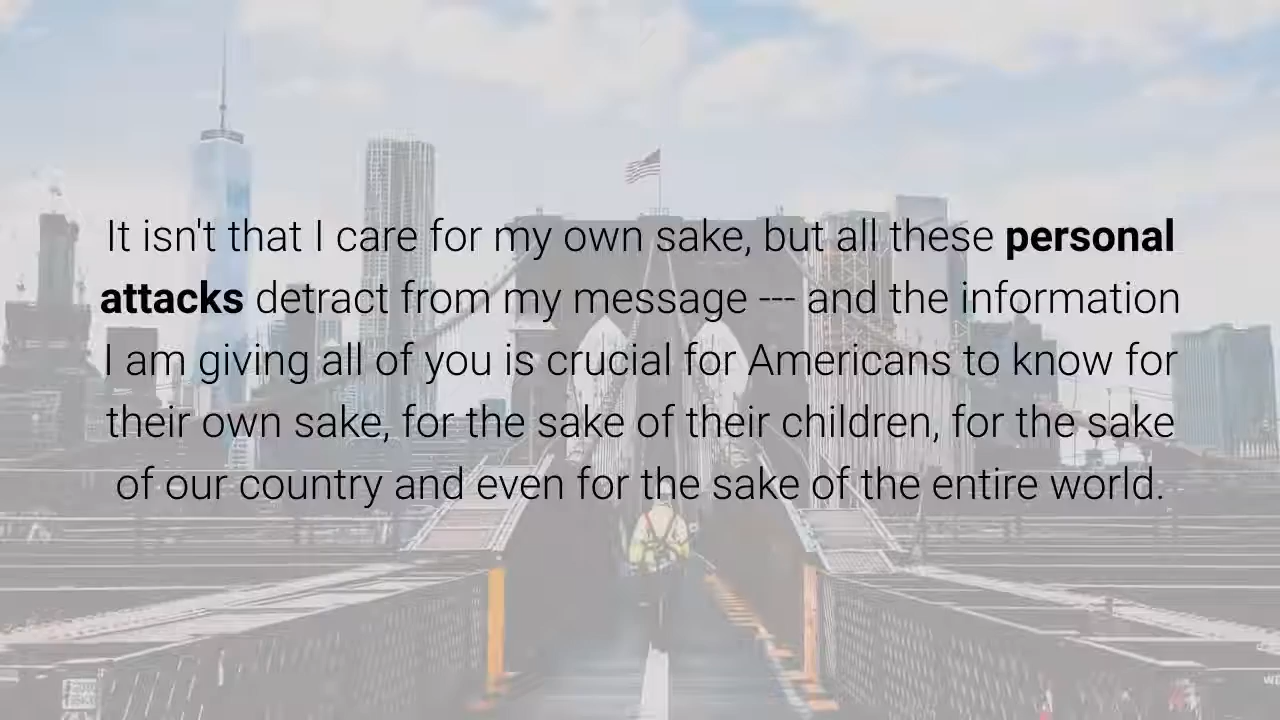 It isn't that I care for my own sake, but all these personal
attacks detract from my message --- and the information
I am giving all of you is crucial for Americans to know for
their own sake, for the sake of their children, for the sake
of our country and even for the sake of the entire world.